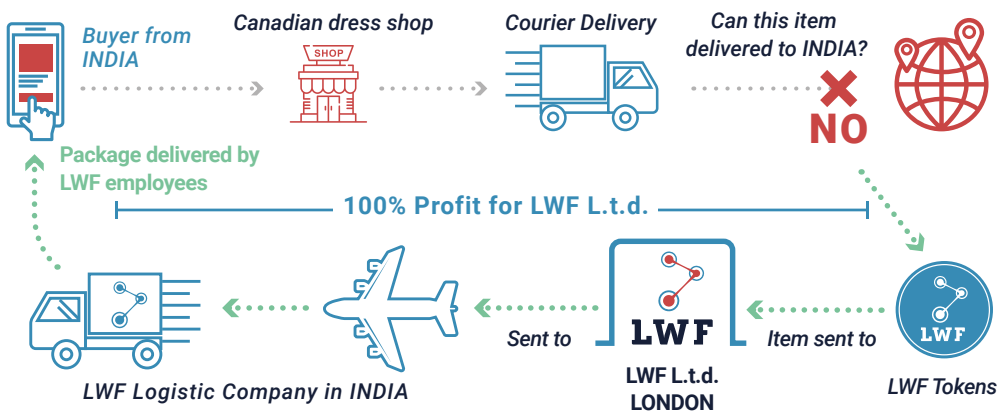 Buyer from
INDIA
Canadian dress shop
SHOP
Courier Delivery
Can this item
delivered to INDIA?
NO
Package delivered by
LWF employees
100% Profit for LWF L.t.d.
LWF
Sent to
LWF
Item sent to
LWF L.t.d.
LONDON
LWF Tokens
LWF Logistic Company in INDIA